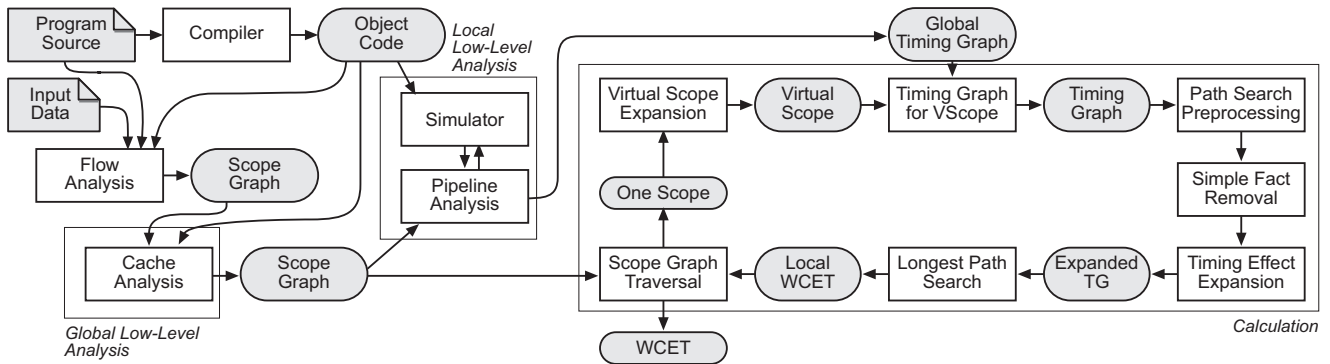 Program
Source
Compiler
Object
Code
Local
Low-Level
Analysis
Global
Timing Graph
Input
Data
Simulator
Virtual Scope
Expansion
Virtual
Scope
Timing Graph
for VScope
Timing
Graph
Path Search
Preprocessing
Flow
Analysis
Scope
Graph
Pipeline
Analysis
One Scope
Simple Fact
Removal
Cache
Analysis
Scope
Graph
Scope Graph
Traversal
Local
WCET
Longest Path
Search
Expanded
TG
Timing Effect
Expansion
Global Low-Level
Analysis
WCET
Calculation